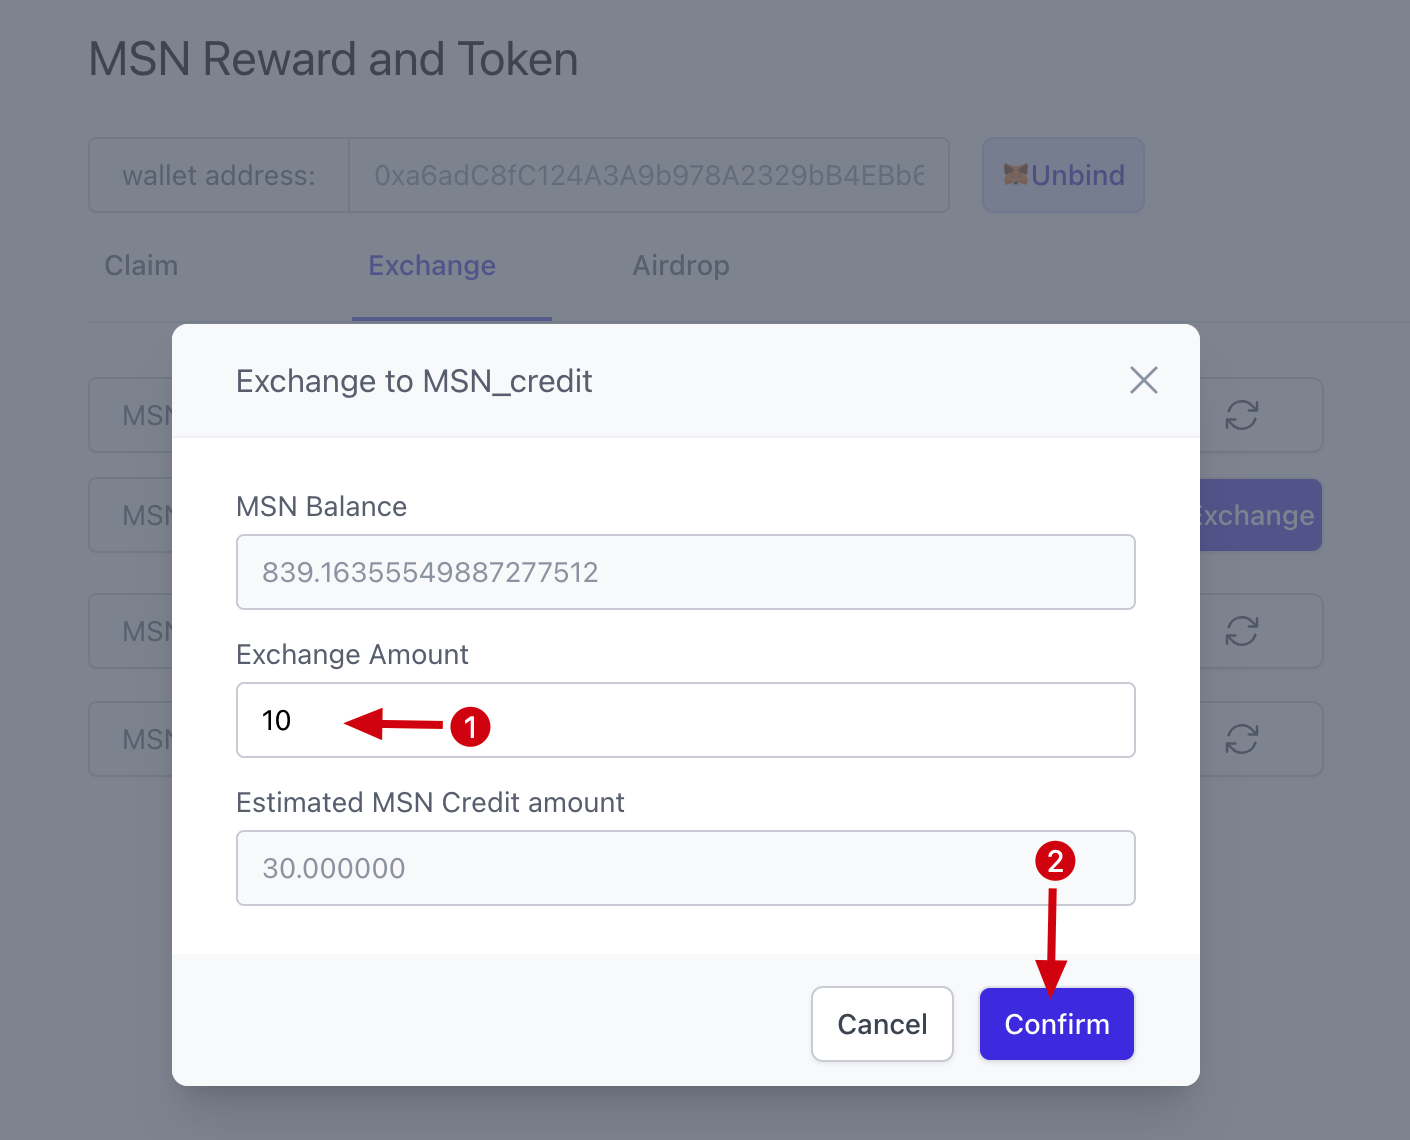 MSN Reward and Token
wallet address: 0xa6adC8fC124A3A9b978A2329bB4EBb6 Unbind
Claim Exchange Airdrop
Exchange to MSN_credit
MSN
MSN Balance
MSN Exchange
839.16355549887277512
Exchange Amount
MSN
10 1
MSN
Estimated MSN Credit amount
30.000000 2
Cancel Confirm